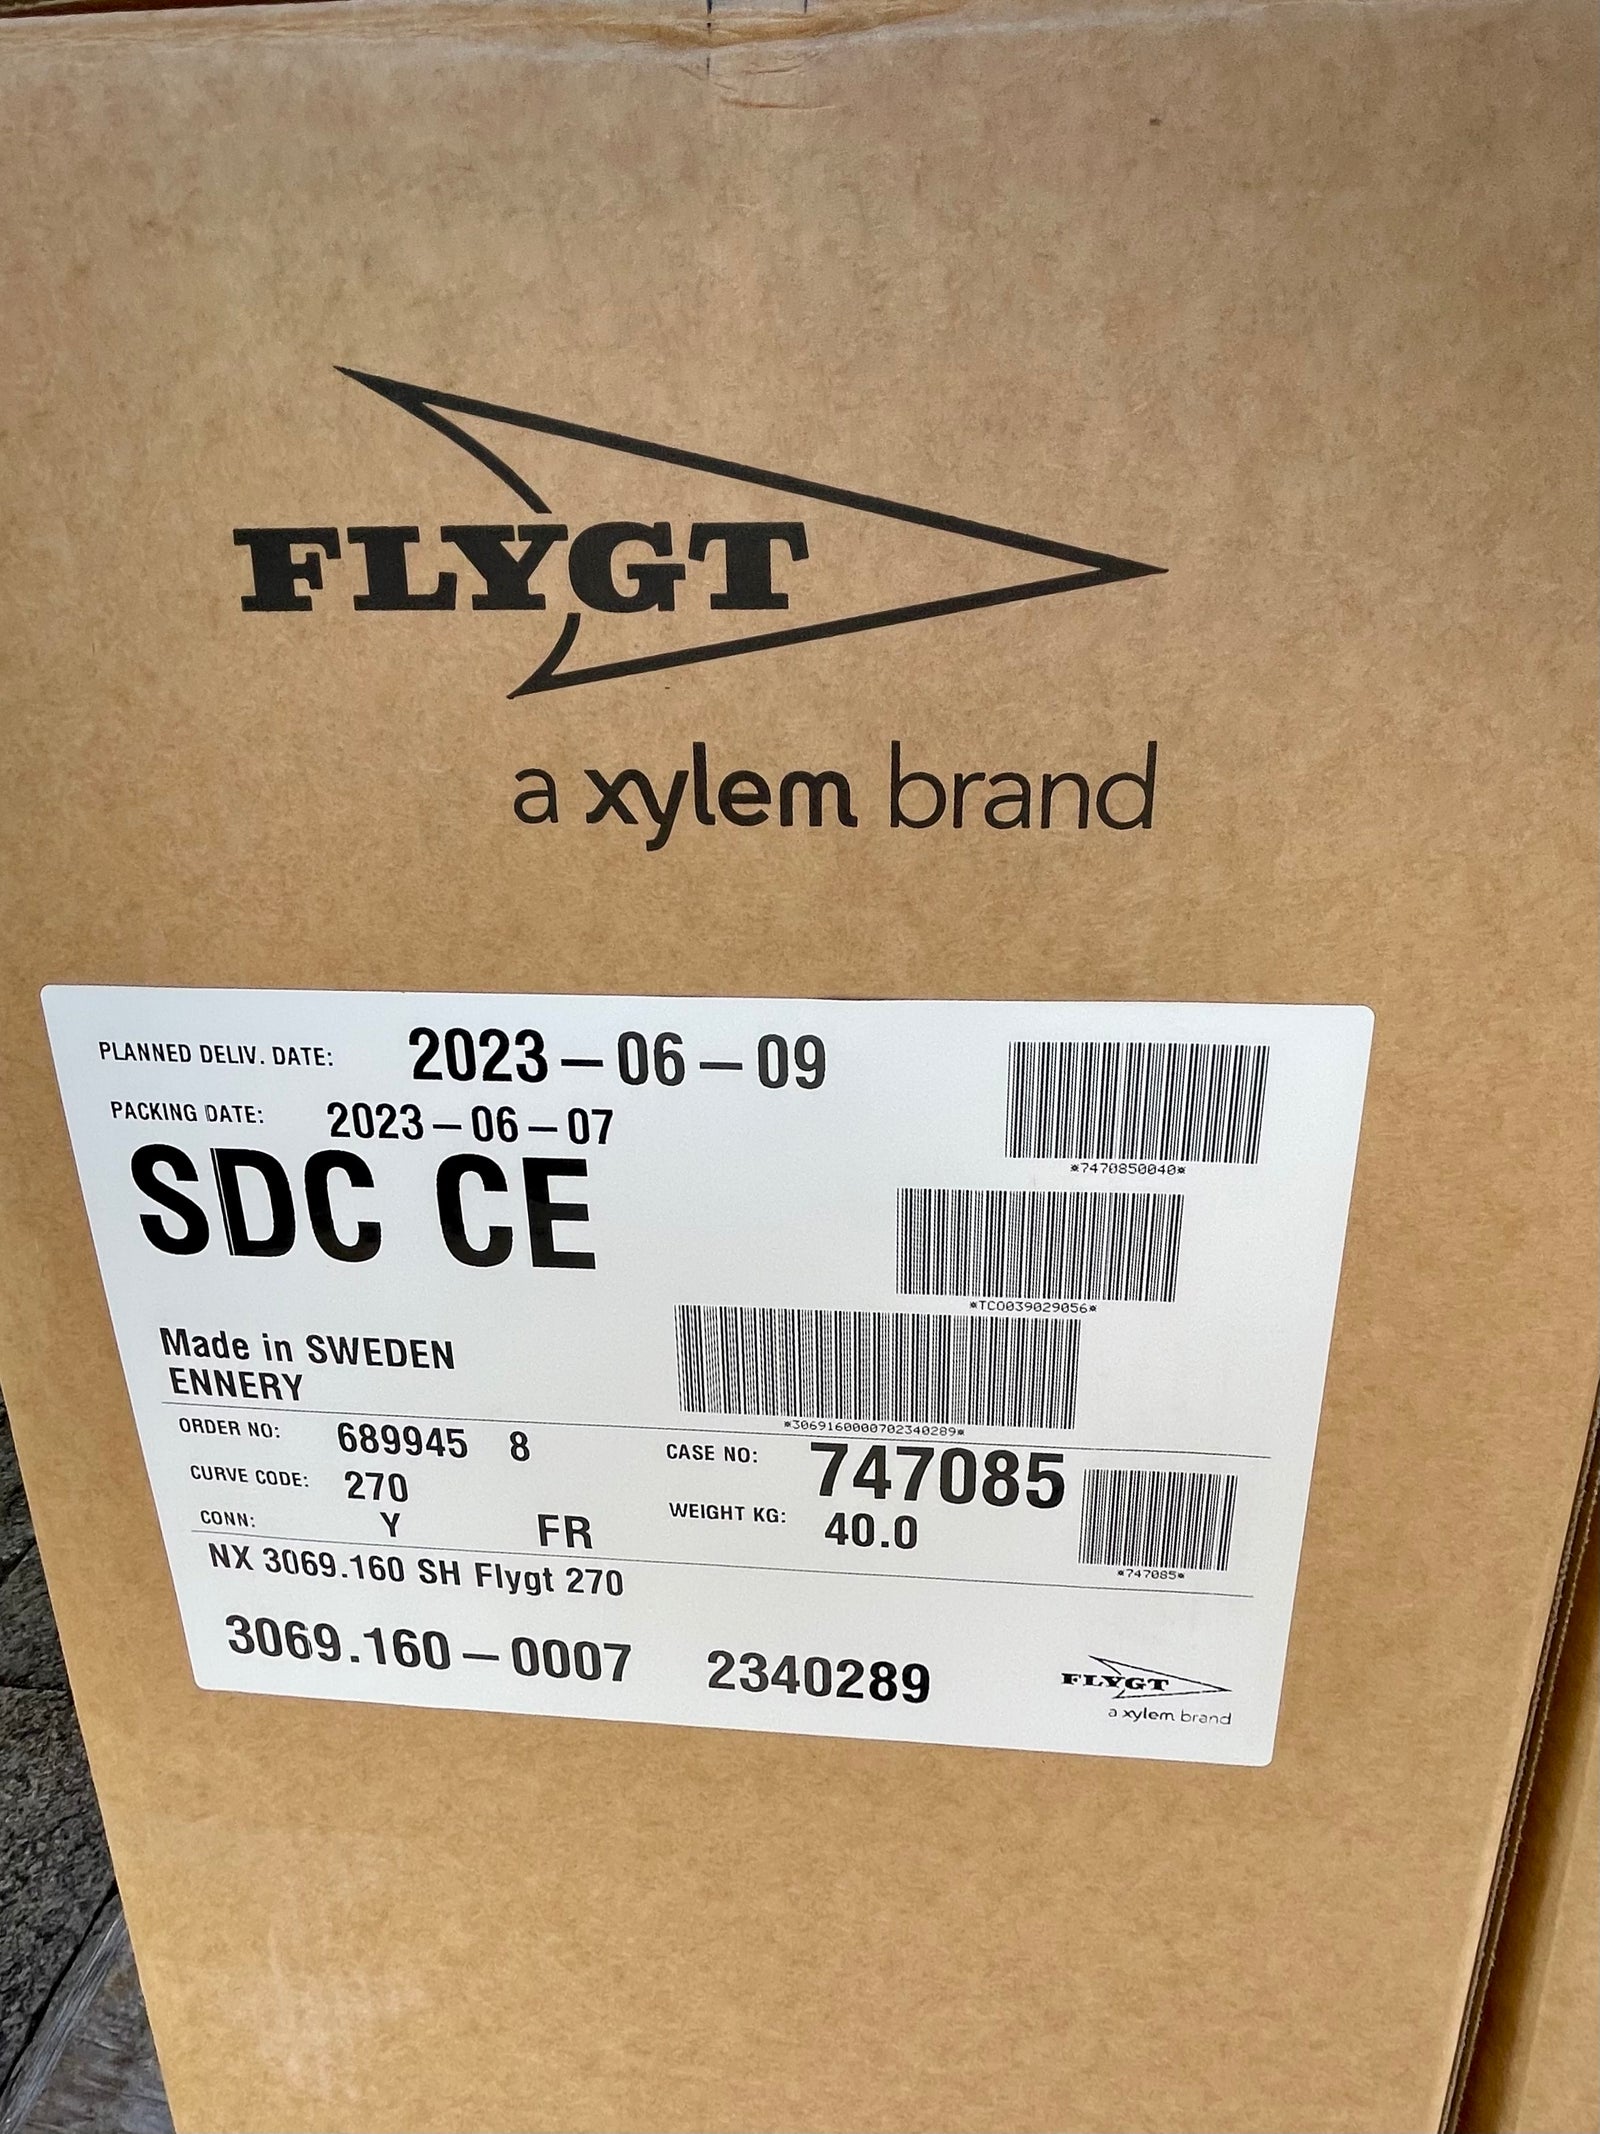 FLYGT
a xylem brand
PLANNED DELIV. DATE: 2023-06-09
PACKING DATE: 2023-06-07
*7470850040*
SDC CE
*TCO039029056*
Made in SWEDEN
ENNERY
*3069160000702340289*
ORDER NO: 689945 8
CASE NO: 747085
CURVE CODE: 270
CONN: Y FR
WEIGHT KG: 40.0
*747085*
NX 3069.160 SH Flygt 270
3069.160-0007 2340289
FLYGT
a xylem brand